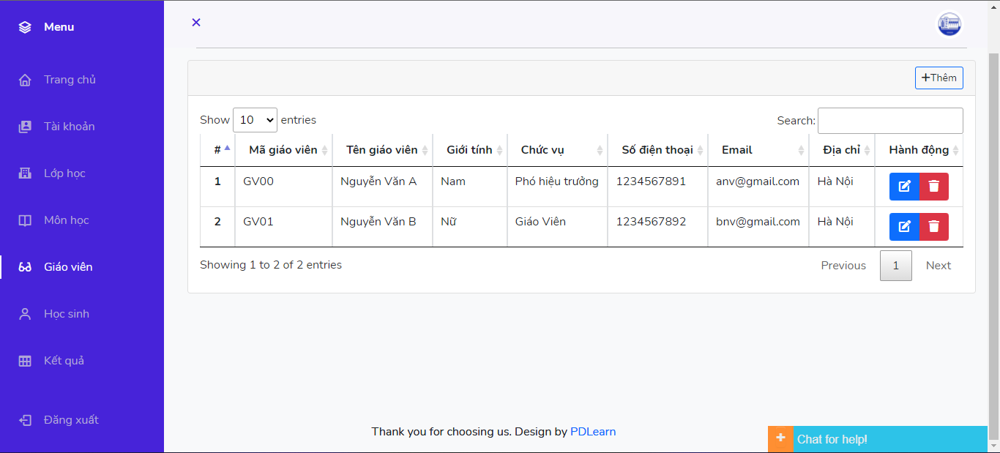 Menu
Trang chủ
Tài khoản
Lớp học
Môn học
Giáo viên
Học sinh
Kết quả
Đăng xuất
Thêm
Show 10 entries
Search:
# Mã giáo viên Tên giáo viên Giới tính Chức vụ Số điện thoại Email Địa chỉ Hành động
1 GV00 Nguyễn Văn A Nam Phó hiệu trưởng 1234567891 anv@gmail.com Hà Nội
2 GV01 Nguyễn Văn B Nữ Giáo Viên 1234567892 bnv@gmail.com Hà Nội
Showing 1 to 2 of 2 entries
Previous 1 Next
Thank you for choosing us. Design by PDLearn
Chat for help!